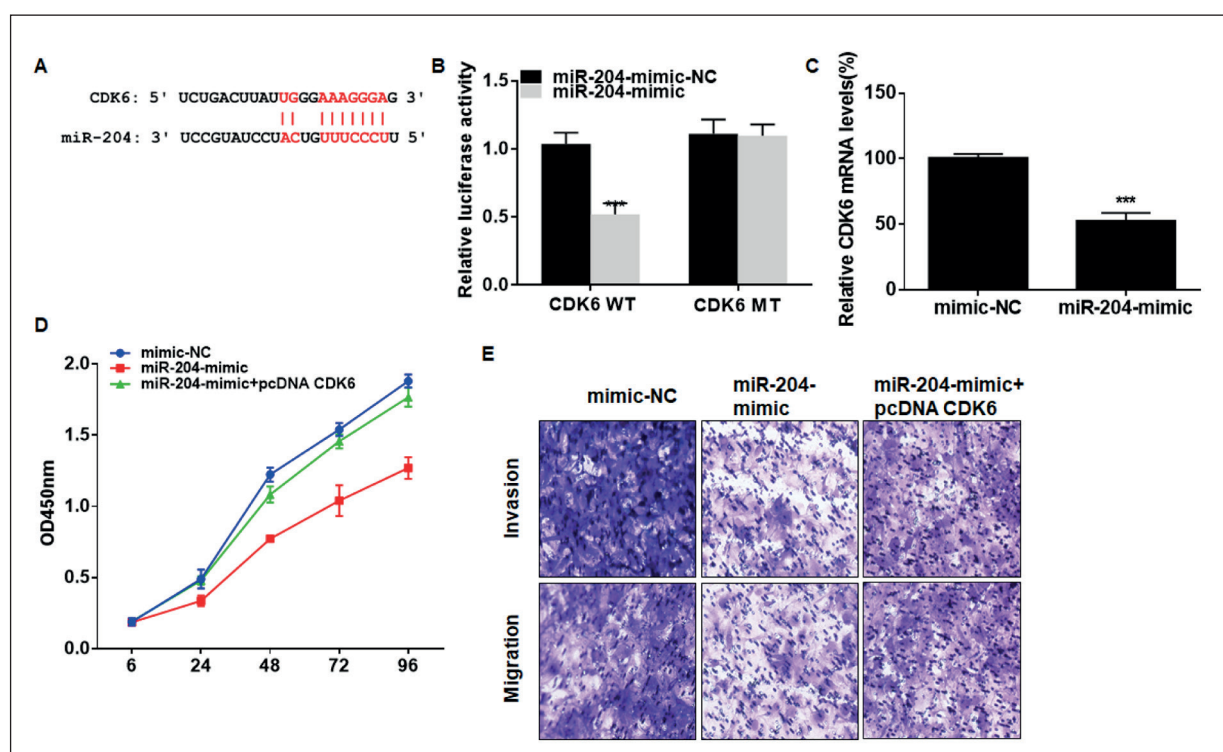 A
CDK6: 5' UCUGACUUAUUGGGAAAGGGAG 3'
miR-204: 3' UUCCGUAUCCUACUGUUUCCCUU 5'
B
miR-204-mimic-NC
miR-204-mimic
Relative luciferase activity
1.5
1.0
0.5
0.0
***
CDK6 WT
CDK6 MT
C
Relative CDK6 mRNA levels(%)
150
100
50
0
***
mimic-NC
miR-204-mimic
D
mimic-NC
miR-204-mimic
miR-204-mimic+pcDNA CDK6
OD450nm
2.0
1.5
1.0
0.5
0.0
6
24
48
72
96
E
mimic-NC
miR-204-
mimic
miR-204-mimic+
pcDNA CDK6
Invasion
Migration